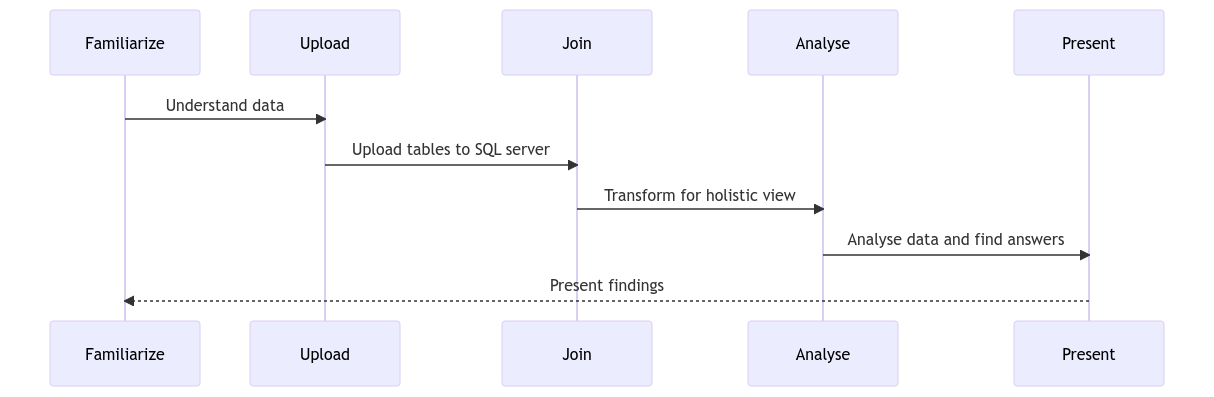 Familiarize
Upload
Join
Analyse
Present
Understand data
Upload tables to SQL server
Transform for holistic view
Analyse data and find answers
Present findings
Familiarize
Upload
Join
Analyse
Present